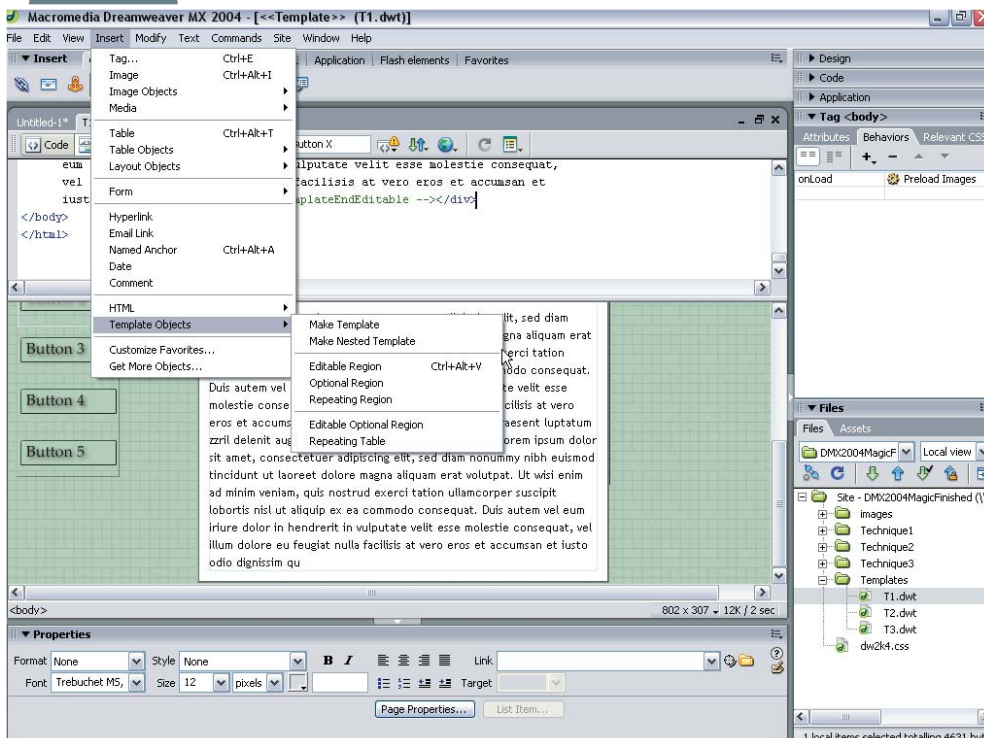 Macromedia Dreamweaver MX 2004 - [<<Template>> (T1.dwt)]
File Edit View Insert Modify Text Commands Site Window Help
Insert
Application Flash elements Favorites
Tag... Ctrl+E
Image Ctrl+Alt+I
Image Objects
Media
Table Ctrl+Alt+T
Table Objects
Layout Objects
Form
Hyperlink
Email Link
Named Anchor Ctrl+Alt+A
Date
Comment
HTML
Template Objects
Customize Favorites...
Get More Objects...
Make Template
Make Nested Template
Editable Region Ctrl+Alt+V
Optional Region
Repeating Region
Editable Optional Region
Repeating Table
Untitled-1*
Code
utton X
eum ulputate velit esse molestie consequat,
vel facilisis at vero eros et accumsan et
iust mplateEndEditable --></div>
</body>
</html>
Button 3
Button 4
Button 5
lit, sed diam
gna aliquam erat
erci tation
modo consequat.
Duis autem vel te velit esse
molestie conse cilisis at vero
eros et accums raesent luptatum
zzril delenit aug orem ipsum dolor
sit amet, consectetuer adipiscing elit, sed diam nonummy nibh euismod
tincidunt ut laoreet dolore magna aliquam erat volutpat. Ut wisi enim
ad minim veniam, quis nostrud exerci tation ullamcorper suscipit
lobortis nisl ut aliquip ex ea commodo consequat. Duis autem vel eum
iriure dolor in hendrerit in vulputate velit esse molestie consequat, vel
illum dolore eu feugiat nulla facilisis at vero eros et accumsan et iusto
odio dignissim qu
<body> 802 x 307 12K / 2 sec
Properties
Format None Style None B I Link
Font Trebuchet MS, Size 12 pixels Target
Page Properties... List Item...
Design
Code
Application
Tag <body>
Attributes Behaviors Relevant CSS
onLoad Preload Images
Files
Files Assets
DMX2004MagicF Local view
Site - DMX2004MagicFinished (\
images
Technique1
Technique2
Technique3
Templates
T1.dwt
T2.dwt
T3.dwt
dw2k4.css
1 local items selected totalling 4631 byt